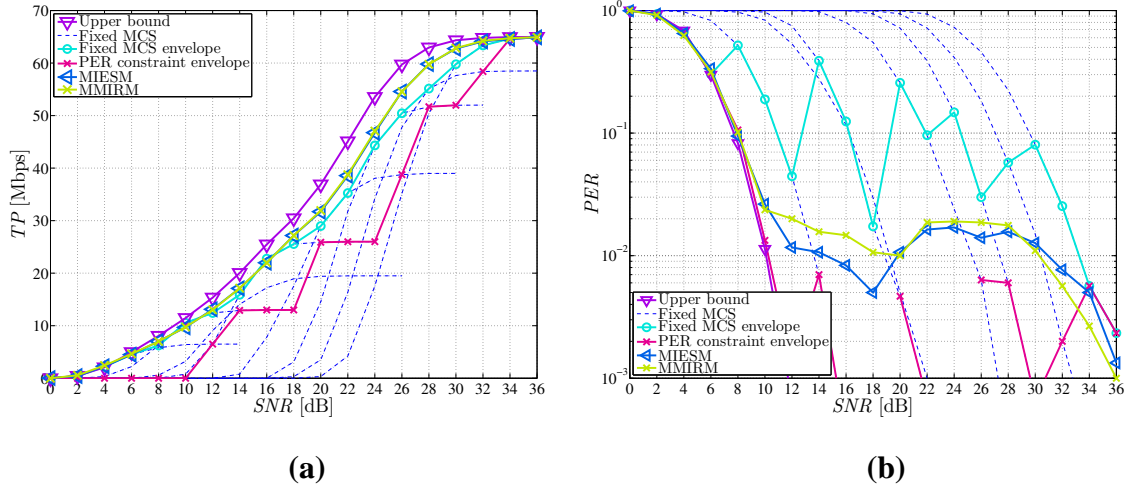 Upper bound
Fixed MCS
Fixed MCS envelope
PER constraint envelope
MIESM
MMIRM
TP [Mbps]
70
60
50
40
30
20
10
0
0 2 4 6 8 10 12 14 16 18 20 22 24 26 28 30 32 34 36
SNR [dB]
(a)
PER
10^0
10^-1
10^-2
10^-3
Upper bound
Fixed MCS
Fixed MCS envelope
PER constraint envelope
MIESM
MMIRM
0 2 4 6 8 10 12 14 16 18 20 22 24 26 28 30 32 34 36
SNR [dB]
(b)